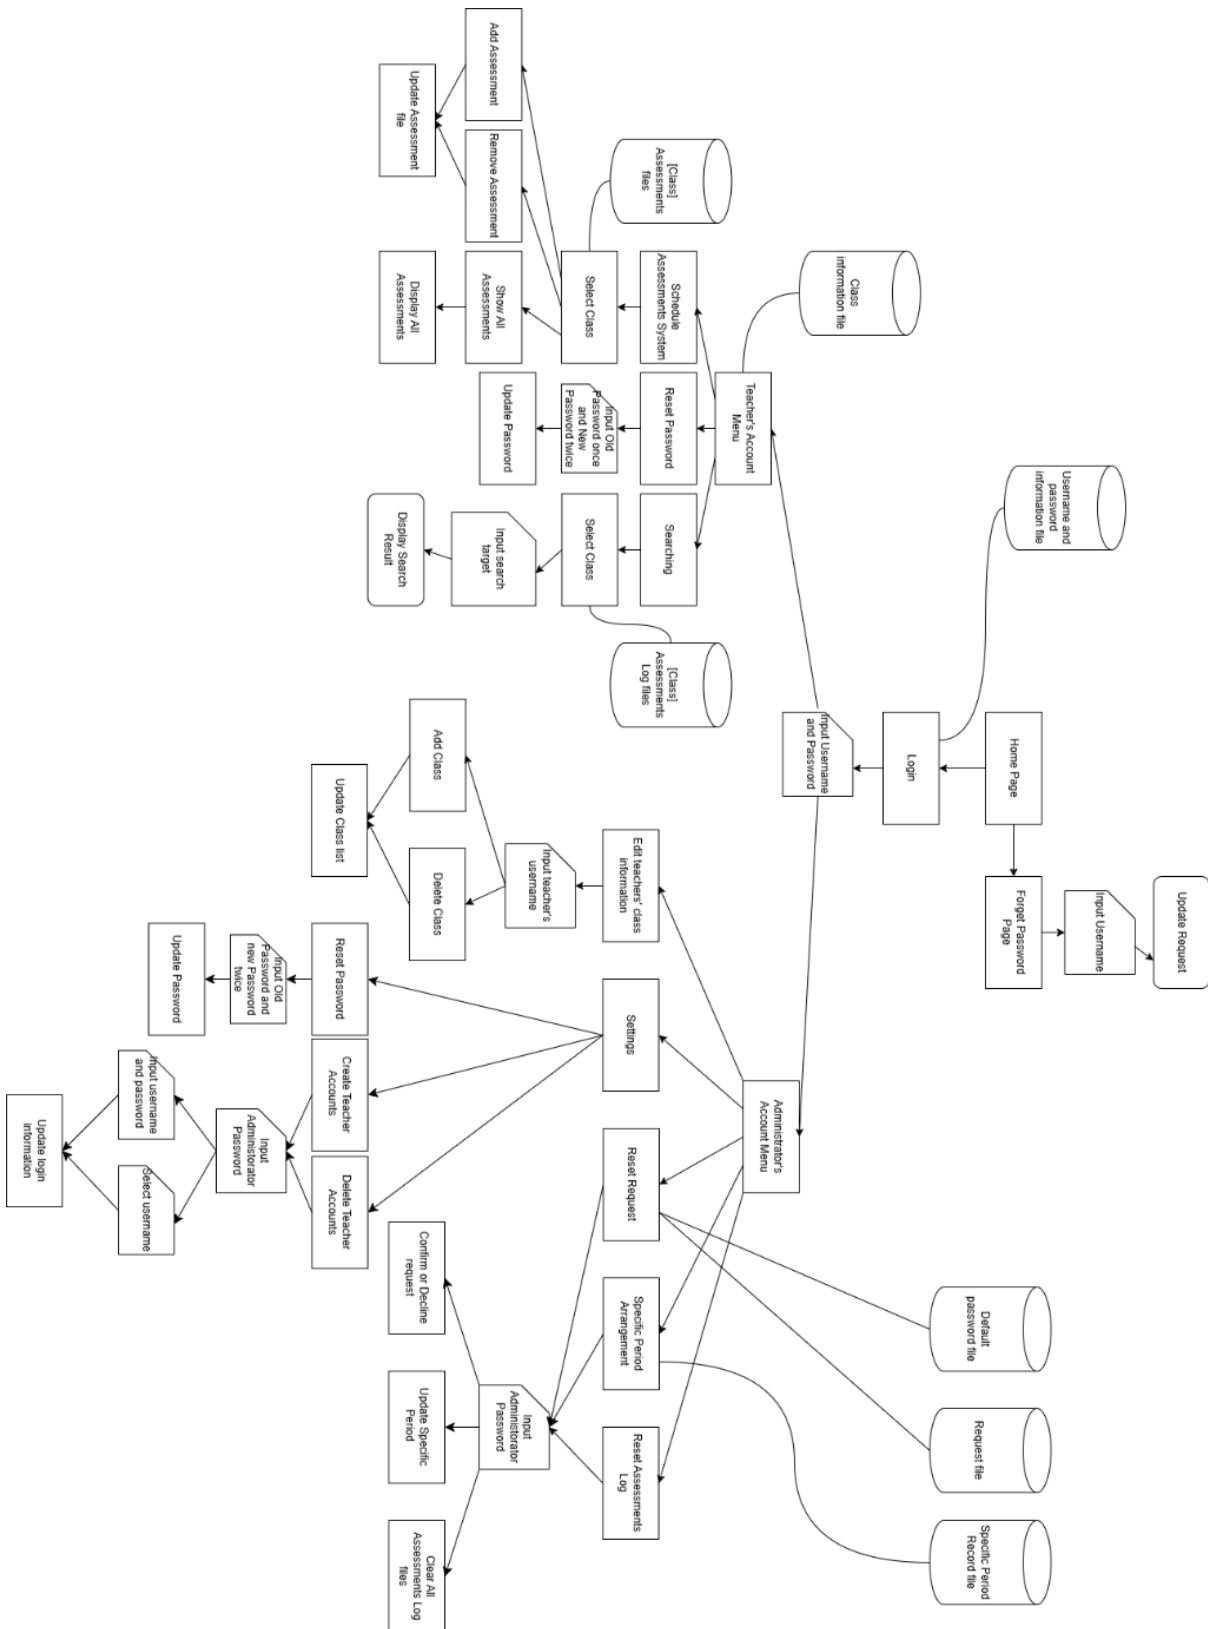 Update Request
Input Username
Home Page
Forget Password
Page
Username and
password
information file
Login
Input Username
and Password
Class
information file
Teacher's Account
Menu
Administrator's
Account Menu
Default
password file
Request file
Specific Period
Record file
[Class]
Assessments
files
Schedule
Assessments System
Reset Password
Searching
[Class]
Assessments
Log files
Edit teachers' class
information
Settings
Reset Request
Specific Period
Arrangement
Reset Assessments
Log
Select Class
Input Old
Password once
and New
Password twice
Select Class
Input teacher's
username
Input
Administorator
Password
Add Assessment
Remove Assessment
Show All
Assessments
Update Password
Input search
target
Add Class
Delete Class
Confirm or Decline
request
Update Specific
Period
Clear All
Assessments Log
files
Update Assessment
file
Display All
Assessments
Display Search
Result
Update Class list
Reset Password
Create Teacher
Accounts
Delete Teacher
Accounts
Input Old
Password and
new Password
twice
Input
Administorator
Password
Update Password
Input username
and password
Select username
Update login
information